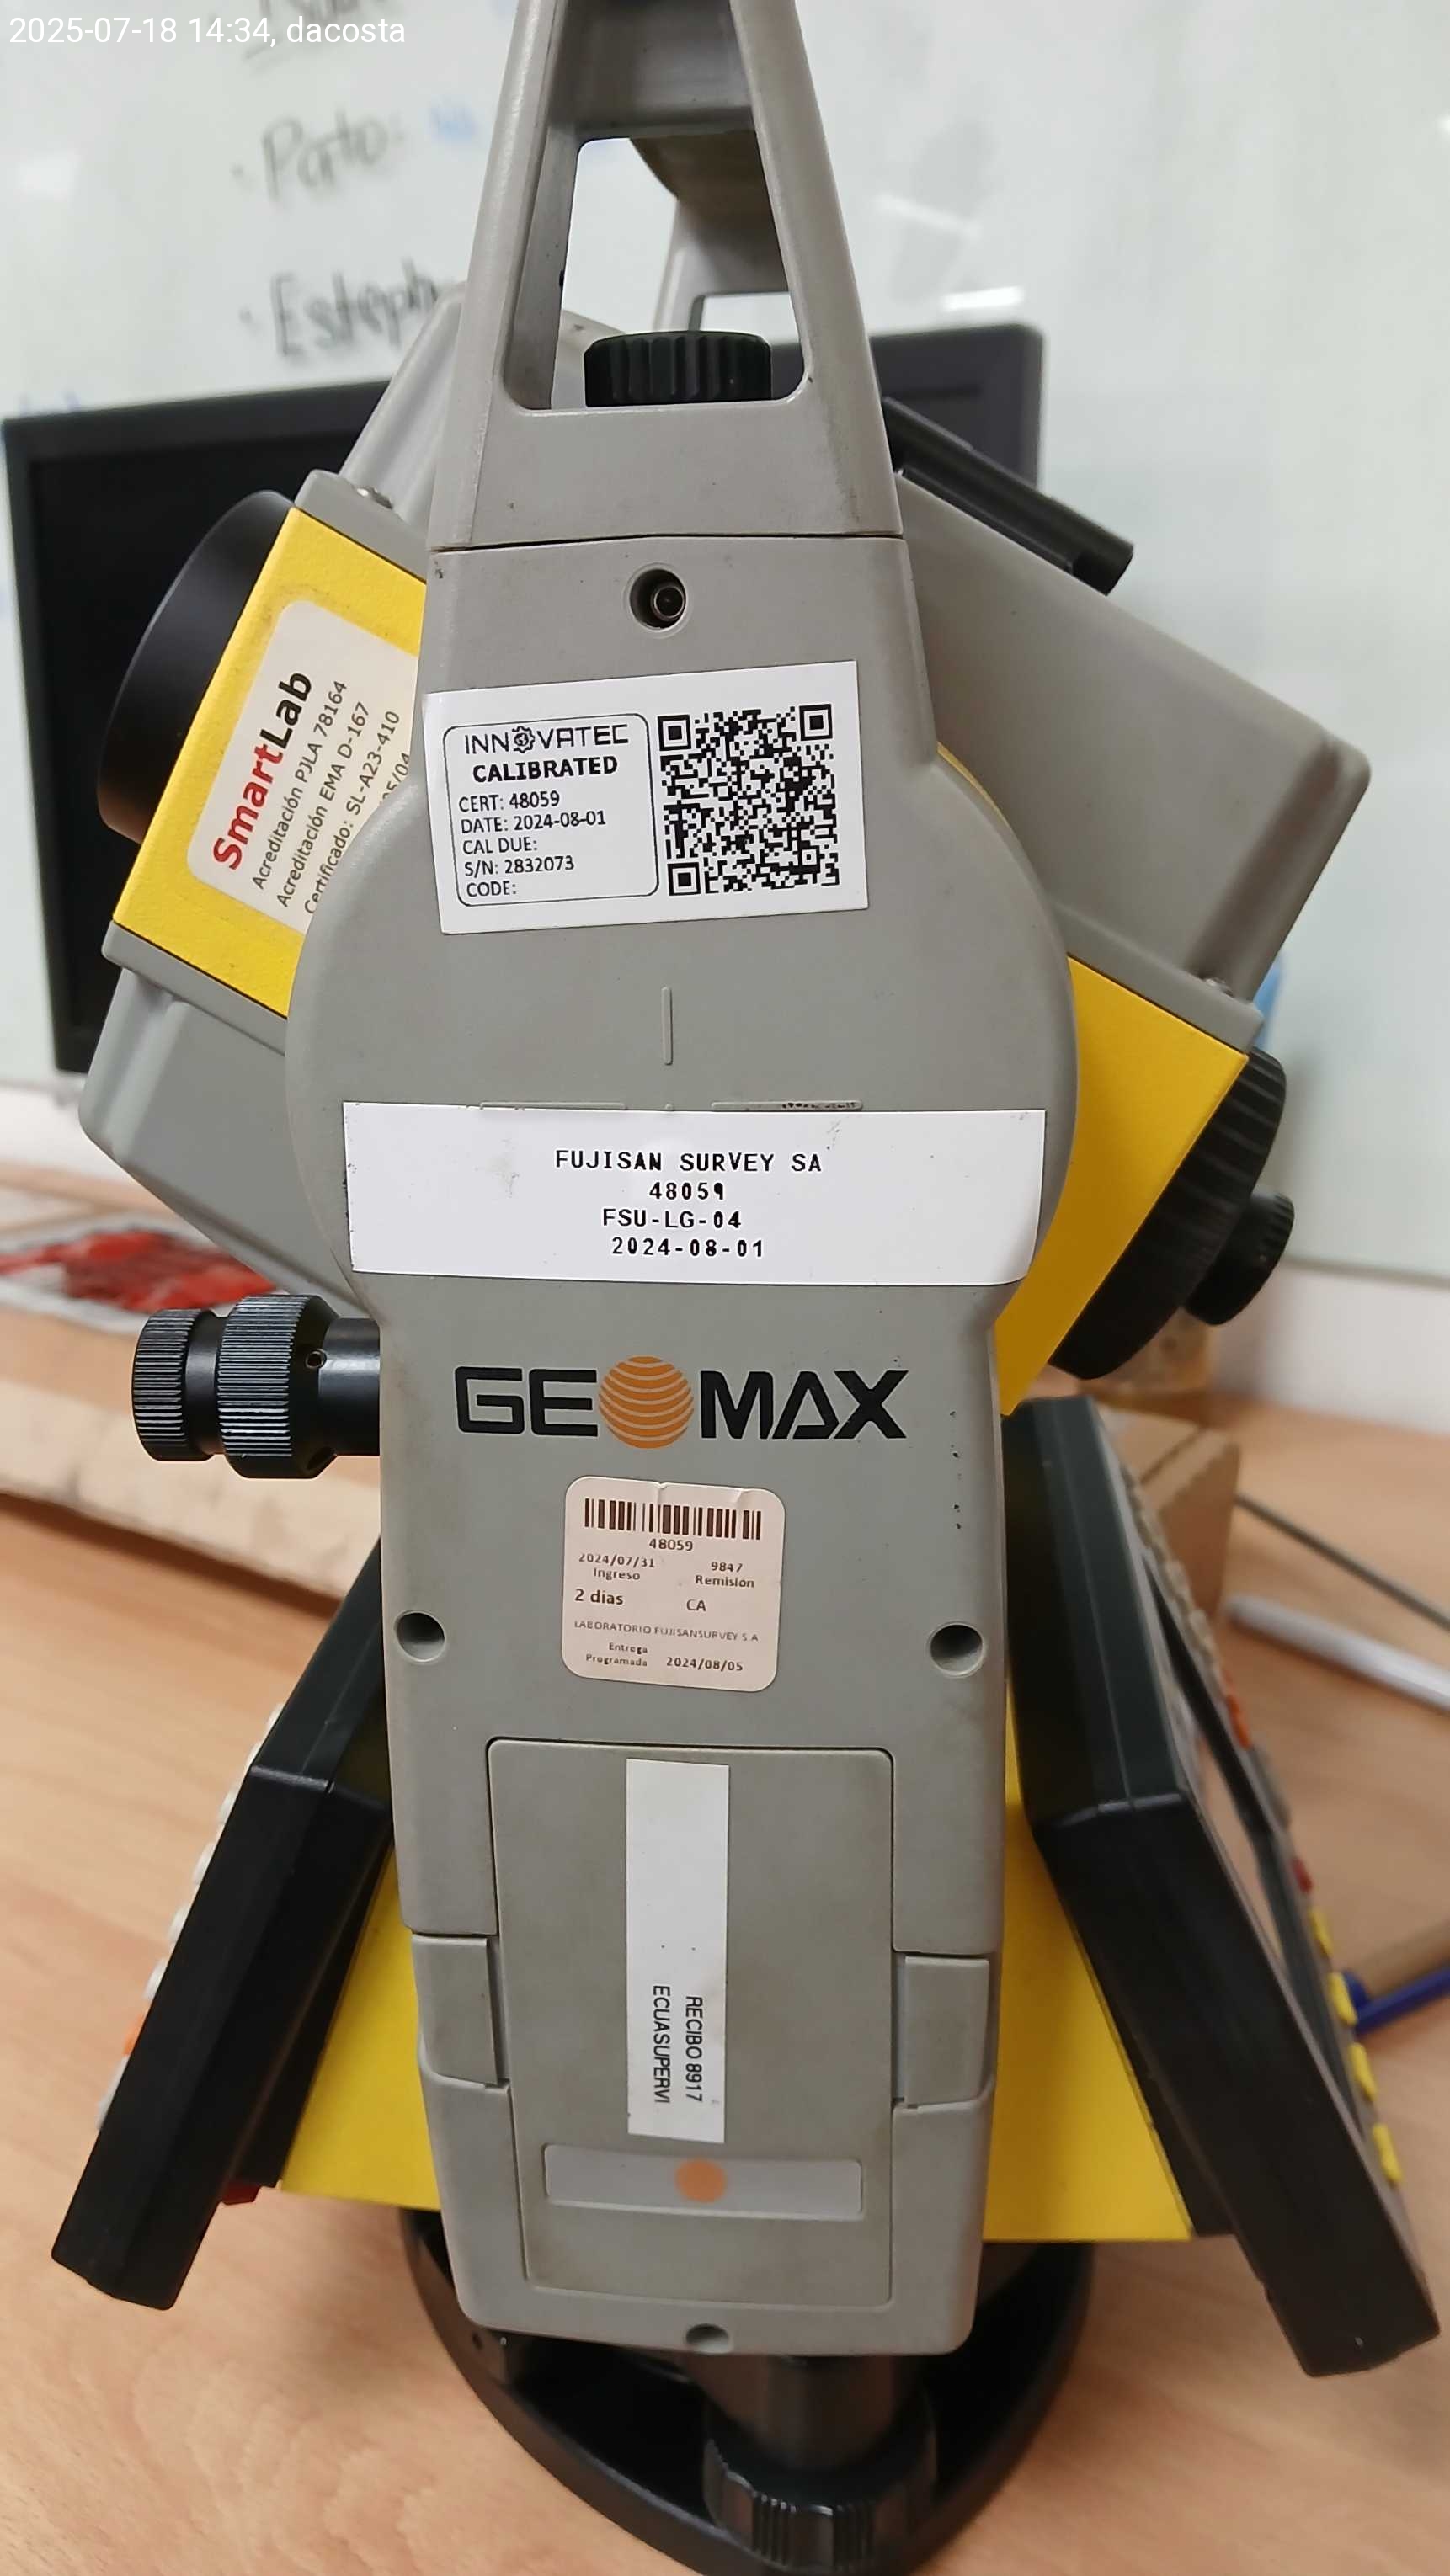 2025-07-18 14:34, dacosta
Pato:
SmartLab
Acreditación PJLA 78164
Acreditación EMA D-167
Certificado: SL-A23-410
INNOVATEC
CALIBRATED
CERT: 48059
DATE: 2024-08-01
CAL DUE:
S/N: 2832073
CODE:
FUJISAN SURVEY SA
48059
FSU-LG-04
2024-08-01
GEOMAX
48059
2024/07/31 9847
Ingreso Remisión
2 días CA
LABORATORIO FUJISANSURVEY S A
Entrega
Programada 2024/08/05
RECIBO 8917
ECUASUPERVI